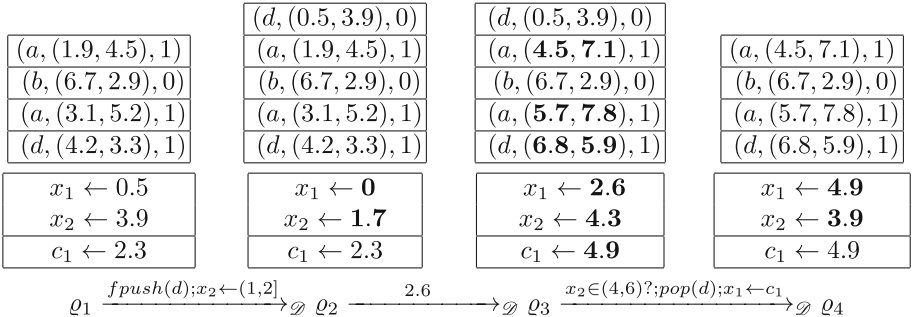 (d, (0.5, 3.9), 0) (d, (0.5, 3.9), 0)
(a, (1.9, 4.5), 1) (a, (1.9, 4.5), 1) (a, (4.5, 7.1), 1) (a, (4.5, 7.1), 1)
(b, (6.7, 2.9), 0) (b, (6.7, 2.9), 0) (b, (6.7, 2.9), 0) (b, (6.7, 2.9), 0)
(a, (3.1, 5.2), 1) (a, (3.1, 5.2), 1) (a, (5.7, 7.8), 1) (a, (5.7, 7.8), 1)
(d, (4.2, 3.3), 1) (d, (4.2, 3.3), 1) (d, (6.8, 5.9), 1) (d, (6.8, 5.9), 1)
x₁ ← 0.5 x₁ ← 0 x₁ ← 2.6 x₁ ← 4.9
x₂ ← 3.9 x₂ ← 1.7 x₂ ← 4.3 x₂ ← 3.9
c₁ ← 2.3 c₁ ← 2.3 c₁ ← 4.9 c₁ ← 4.9
fpush(d);x₂←(1,2] 2.6 x₂∈(4,6)?;pop(d);x₁←c₁
ϱ₁ →𝒟 ϱ₂ →𝒟 ϱ₃ →𝒟 ϱ₄